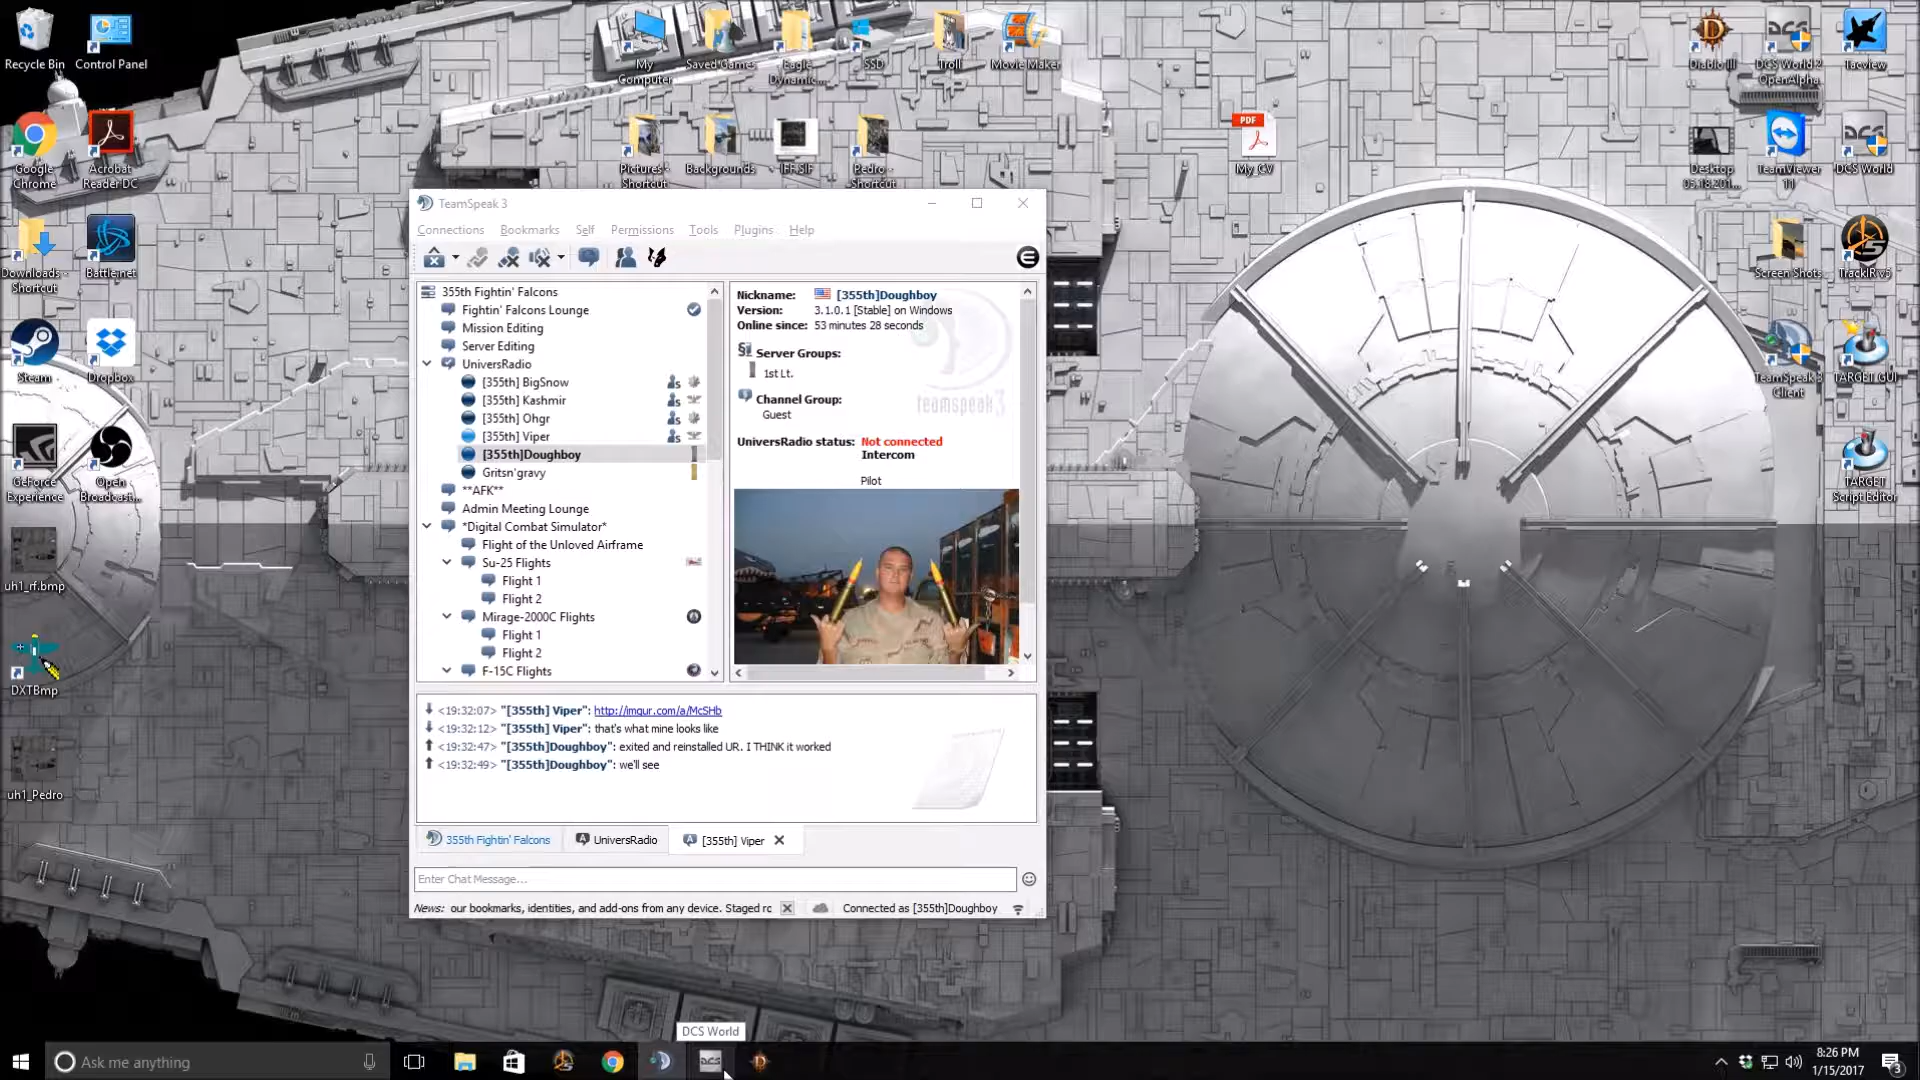 Recycle Bin
Control Panel
My Computer
Saved Games
Eagle Dynamic...
SSD
Troll
Movie Maker
Diablo III
DCS World 2 OpenAlpha
Tacview
Google Chrome
Acrobat Reader DC
Pictures - Shortcut
Backgrounds
IFF SIF
Pedro - Shortcut
PDF
My_CV
Desktop 05.18.201...
TeamViewer 11
DCS World
Downloads - Shortcut
Battle.net
Screen Shots
TrackIR v5
Steam
Dropbox
TeamSpeak 3 Client
TARGET GUI
GeForce Experience
Open Broadcast...
TARGET Script Editor
uh1_rf.bmp
DXTBmp
uh1_Pedro
TeamSpeak 3
Connections Bookmarks Self Permissions Tools Plugins Help
355th Fightin' Falcons
Fightin' Falcons Lounge
Mission Editing
Server Editing
UniversRadio
[355th] BigSnow
[355th] Kashmir
[355th] Ohgr
[355th] Viper
[355th]Doughboy
Gritsn'gravy
**AFK**
Admin Meeting Lounge
*Digital Combat Simulator*
Flight of the Unloved Airframe
Su-25 Flights
Flight 1
Flight 2
Mirage-2000C Flights
Flight 1
Flight 2
F-15C Flights
Nickname: [355th]Doughboy
Version: 3.1.0.1 [Stable] on Windows
Online since: 53 minutes 28 seconds
Server Groups:
1st Lt.
Channel Group:
Guest
teamspeak3
UniversRadio status: Not connected
Intercom
Pilot
<19:32:07> "[355th] Viper": http://imgur.com/a/McSHb
<19:32:12> "[355th] Viper": that's what mine looks like
<19:32:47> "[355th]Doughboy": exited and reinstalled UR. I THINK it worked
<19:32:49> "[355th]Doughboy": we'll see
355th Fightin' Falcons
UniversRadio
[355th] Viper
Enter Chat Message...
News: our bookmarks, identities, and add-ons from any device. Staged rc
Connected as [355th]Doughboy
DCS World
Ask me anything
DCS
8:26 PM
1/15/2017
3